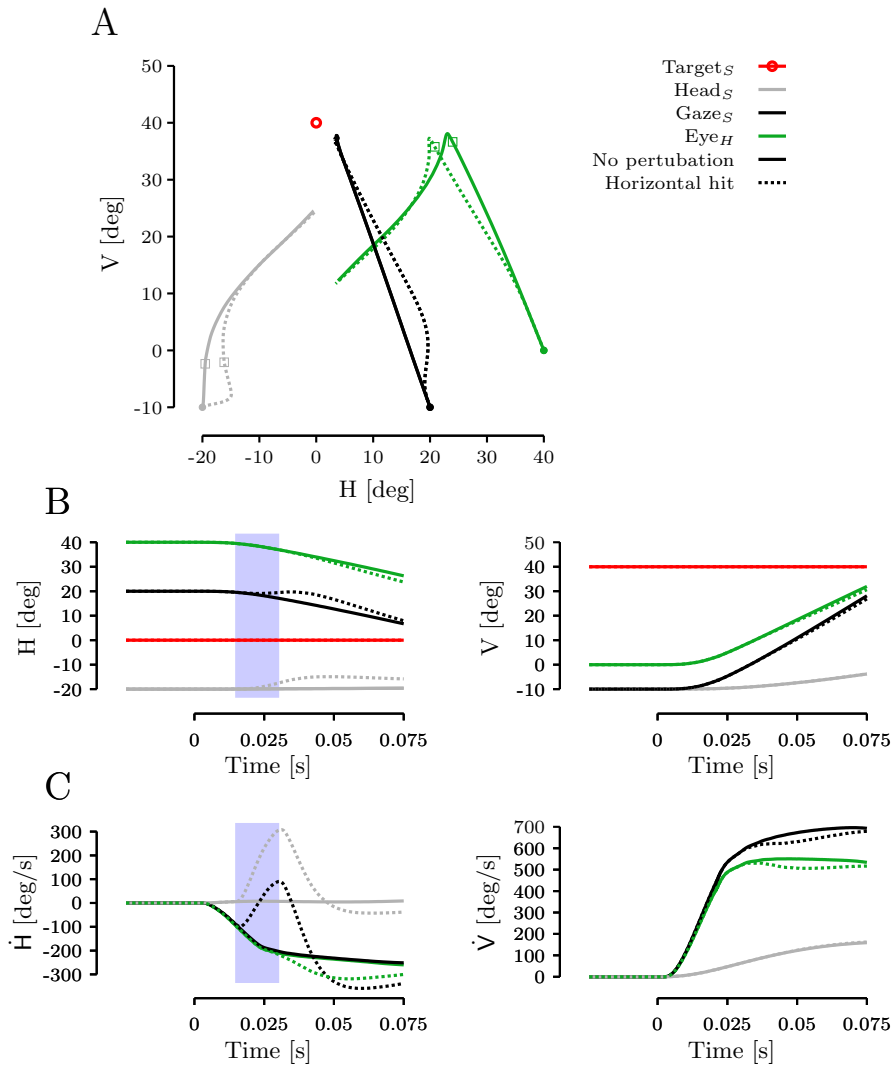 A
50
40
30
20
10
0
-10
V [deg]
-20 -10 0 10 20 30 40
H [deg]
Target_S
Head_S
Gaze_S
Eye_H
No pertubation
Horizontal hit
B
40
30
20
10
0
-10
-20
H [deg]
0 0.025 0.05 0.075
Time [s]
50
40
30
20
10
0
-10
V [deg]
0 0.025 0.05 0.075
Time [s]
C
300
200
100
0
-100
-200
-300
Ḣ [deg/s]
0 0.025 0.05 0.075
Time [s]
700
600
500
400
300
200
100
0
V̇ [deg/s]
0 0.025 0.05 0.075
Time [s]